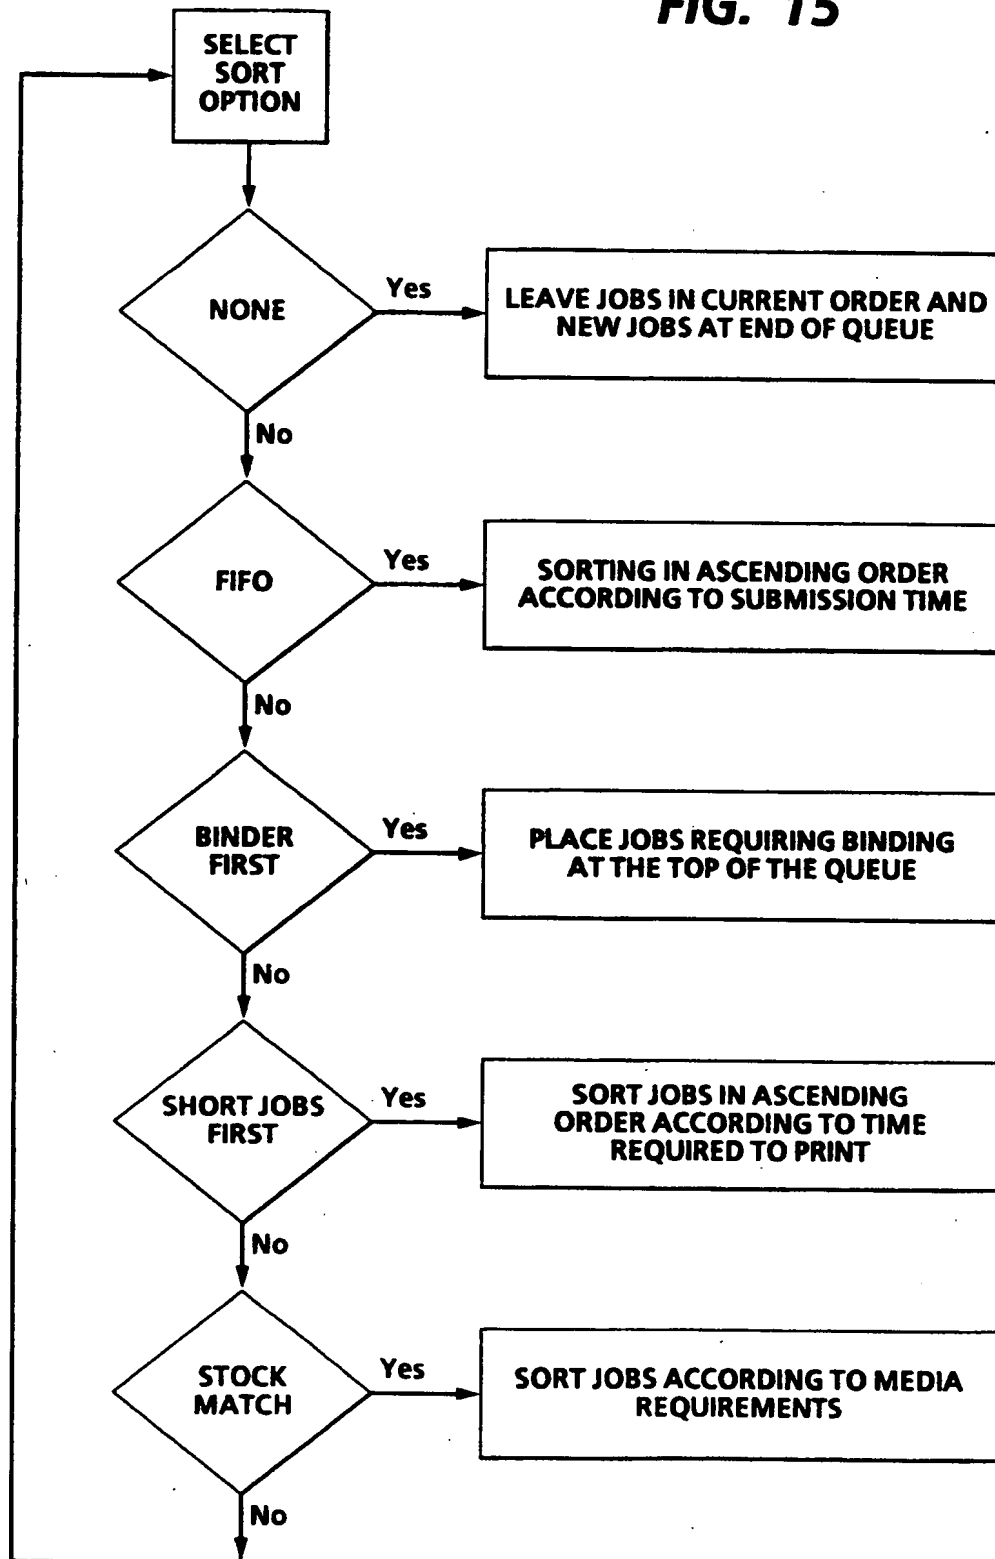 FIG. 15
SELECT
SORT
OPTION
NONE
Yes
LEAVE JOBS IN CURRENT ORDER AND
NEW JOBS AT END OF QUEUE
No
FIFO
Yes
SORTING IN ASCENDING ORDER
ACCORDING TO SUBMISSION TIME
No
BINDER
FIRST
Yes
PLACE JOBS REQUIRING BINDING
AT THE TOP OF THE QUEUE
No
SHORT JOBS
FIRST
Yes
SORT JOBS IN ASCENDING
ORDER ACCORDING TO TIME
REQUIRED TO PRINT
No
STOCK
MATCH
Yes
SORT JOBS ACCORDING TO MEDIA
REQUIREMENTS
No